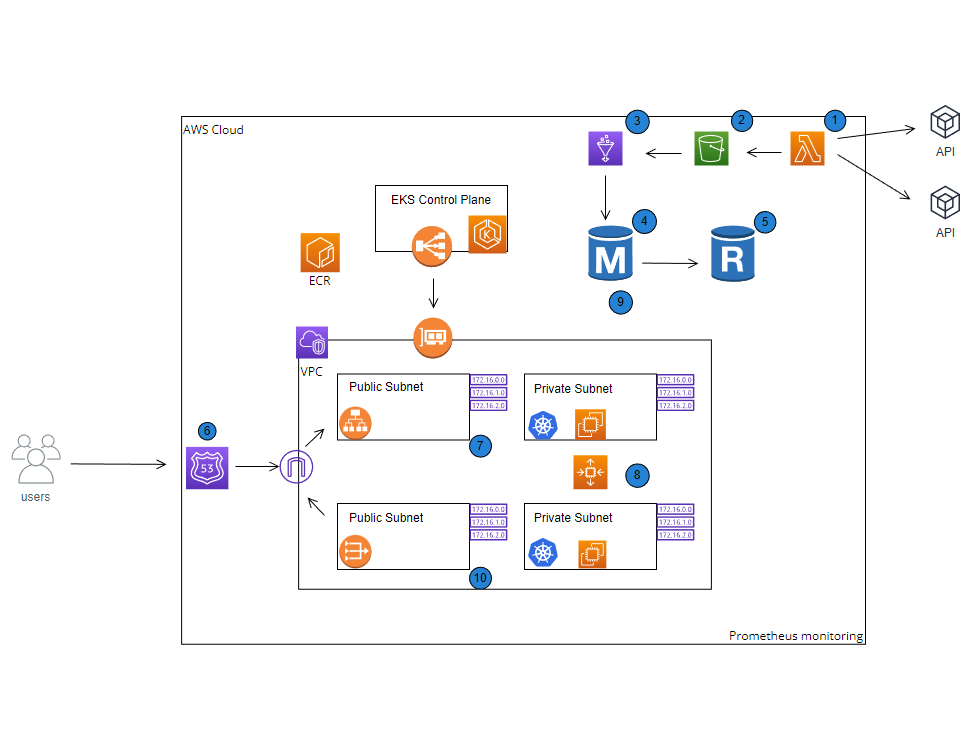 3
2
1
API
API
AWS Cloud
EKS Control Plane
K
ECR
4
5
M
R
9
VPC
Public Subnet
172.16.0.0
172.16.1.0
172.16.2.0
Private Subnet
172.16.0.0
172.16.1.0
172.16.2.0
6
7
53
8
users
Public Subnet
172.16.0.0
172.16.1.0
172.16.2.0
Private Subnet
172.16.0.0
172.16.1.0
172.16.2.0
10
Prometheus monitoring